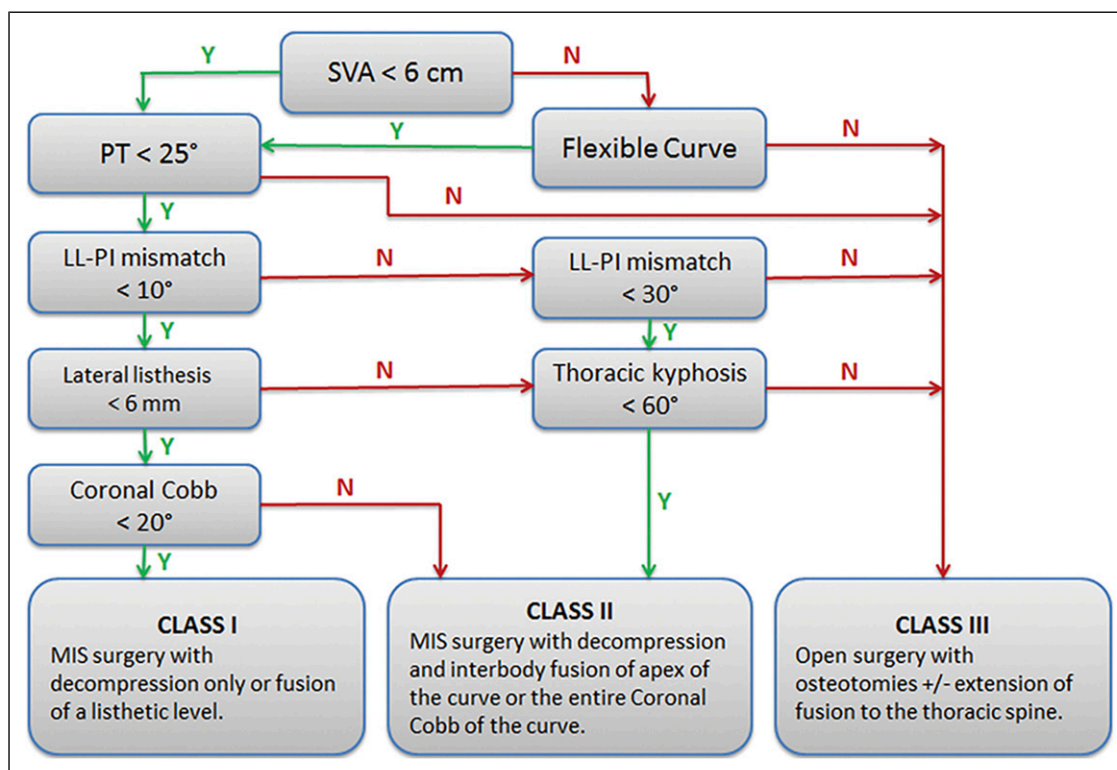 Y
SVA < 6 cm
N
PT < 25°
Y
Flexible Curve
N
N
Y
LL-PI mismatch
< 10°
N
LL-PI mismatch
< 30°
N
Y
Y
Lateral listhesis
< 6 mm
N
Thoracic kyphosis
< 60°
N
Y
Coronal Cobb
< 20°
N
Y
Y
CLASS I
MIS surgery with
decompression only or fusion
of a listhetic level.
CLASS II
MIS surgery with decompression
and interbody fusion of apex of
the curve or the entire Coronal
Cobb of the curve.
CLASS III
Open surgery with
osteotomies +/- extension of
fusion to the thoracic spine.